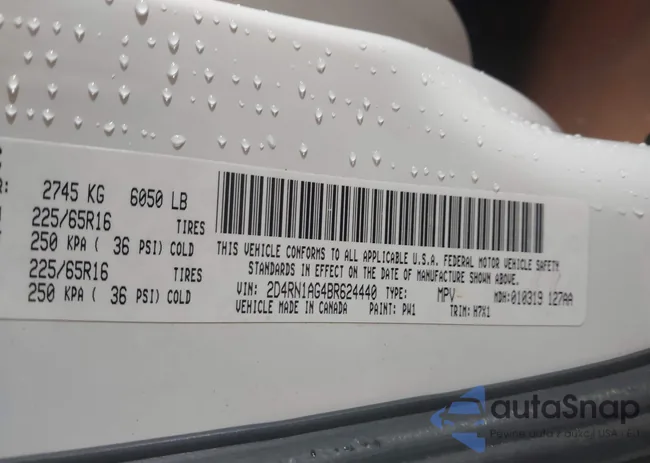 2745 KG 6050 LB
225/65R16 TIRES
250 KPA ( 36 PSI) COLD
225/65R16 TIRES
250 KPA ( 36 PSI) COLD
THIS VEHICLE CONFORMS TO ALL APPLICABLE U.S.A. FEDERAL MOTOR VEHICLE SAFETY
STANDARDS IN EFFECT ON THE DATE OF MANUFACTURE SHOWN ABOVE.
VIN: 2D4RN1AG4BR624440 TYPE: MPV MDH: 010319 127AA
VEHICLE MADE IN CANADA PAINT: PW1 TRIM: H7X1
autaSnap